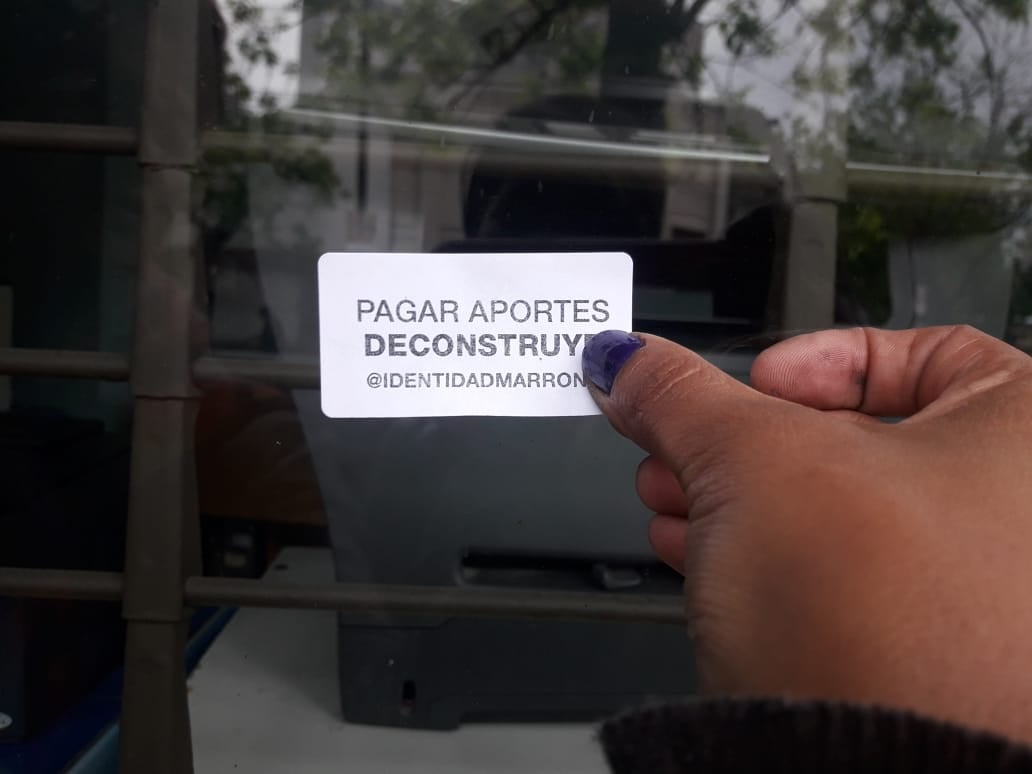 PAGAR APORTES
DECONSTRUYE
@IDENTIDADMARRON